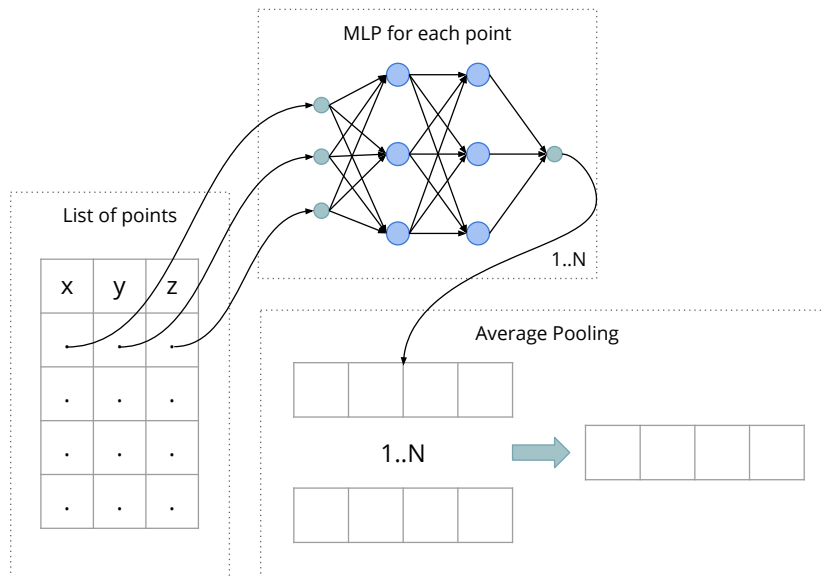 MLP for each point
List of points
x y z
. . .
. . .
. . .
. . .
1..N
Average Pooling
1..N